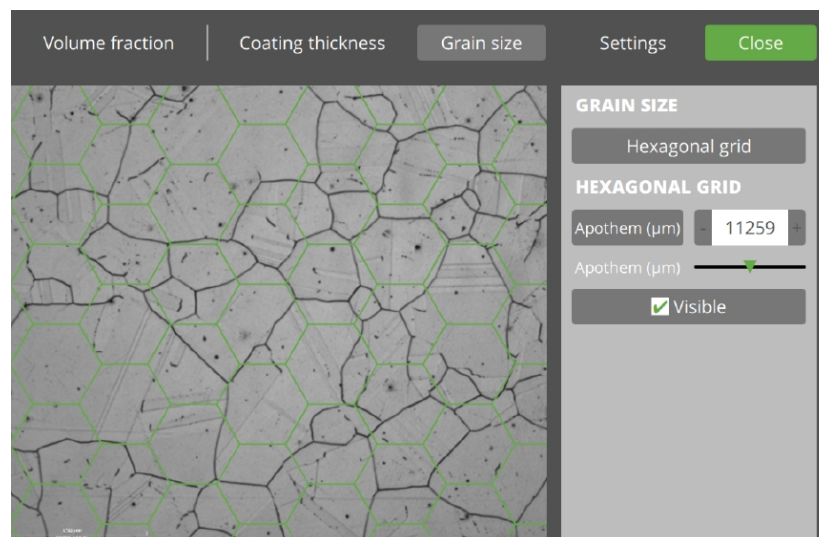 Volume fraction Coating thickness Grain size Settings Close
GRAIN SIZE
Hexagonal grid
HEXAGONAL GRID
Apothem (µm) - 11259 +
Apothem (µm)
Visible